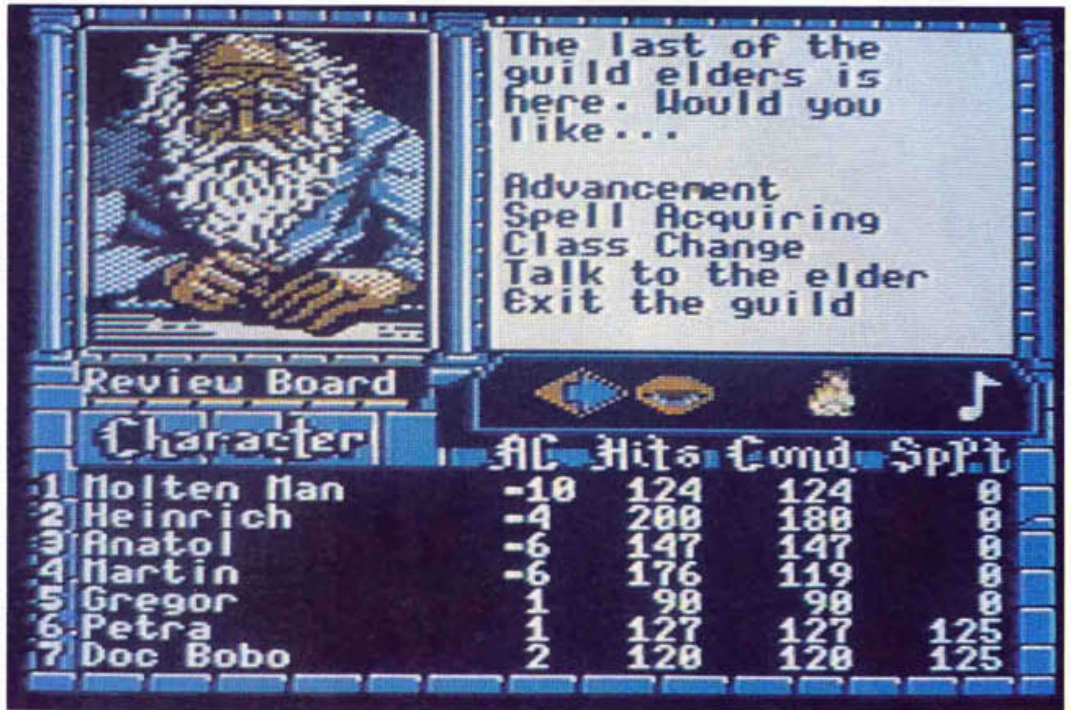 The last of the
guild elders is
here. Would you
like...
Advancement
Spell Acquiring
Class Change
Talk to the elder
Exit the guild
Review Board
Character AC Hits Cond SpPt
1 Molten Man -10 124 124 0
2 Heinrich -4 200 180 0
3 Anatol -6 147 147 0
4 Martin -6 176 119 0
5 Gregor 1 90 90 0
6 Petra 1 127 127 125
7 Doc Bobo 2 120 120 125